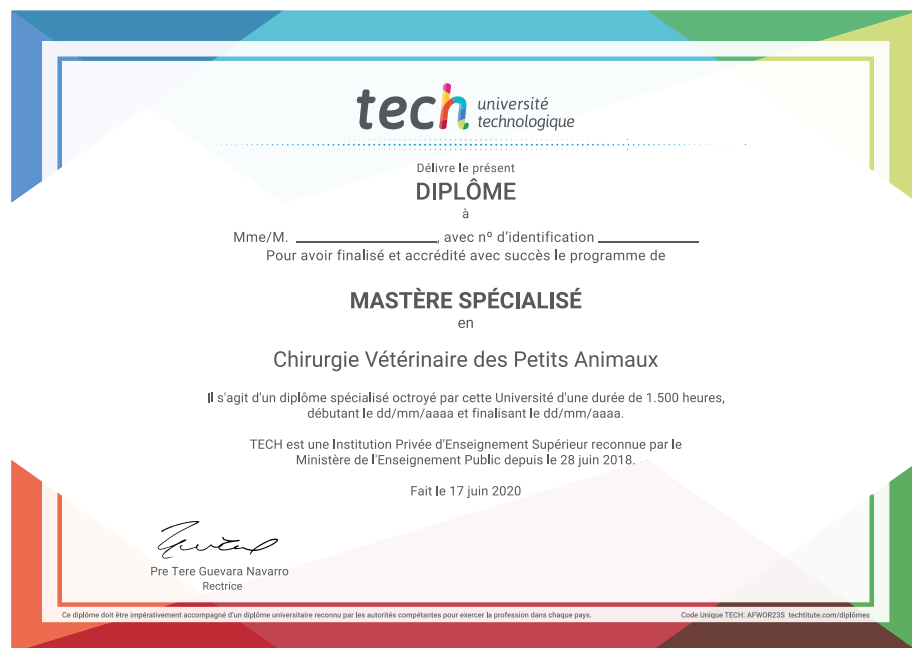 tech université
technologique
Délivre le présent
DIPLÔME
à
Mme/M. ____________, avec nº d’identification ____________
Pour avoir finalisé et accrédité avec succès le programme de
MASTÈRE SPÉCIALISÉ
en
Chirurgie Vétérinaire des Petits Animaux
Il s'agit d'un diplôme spécialisé octroyé par cette Université d'une durée de 1.500 heures,
débutant le dd/mm/aaaa et finalisant le dd/mm/aaaa.
TECH est une Institution Privée d'Enseignement Supérieur reconnue par le
Ministère de l'Enseignement Public depuis le 28 juin 2018.
Fait le 17 juin 2020
Pre Tere Guevara Navarro
Rectrice
Ce diplôme doit être impérativement accompagné d'un diplôme universitaire reconnu par les autorités compétentes pour exercer la profession dans chaque pays. Code Unique TECH: AFWOR23S techtitute.com/diplômes